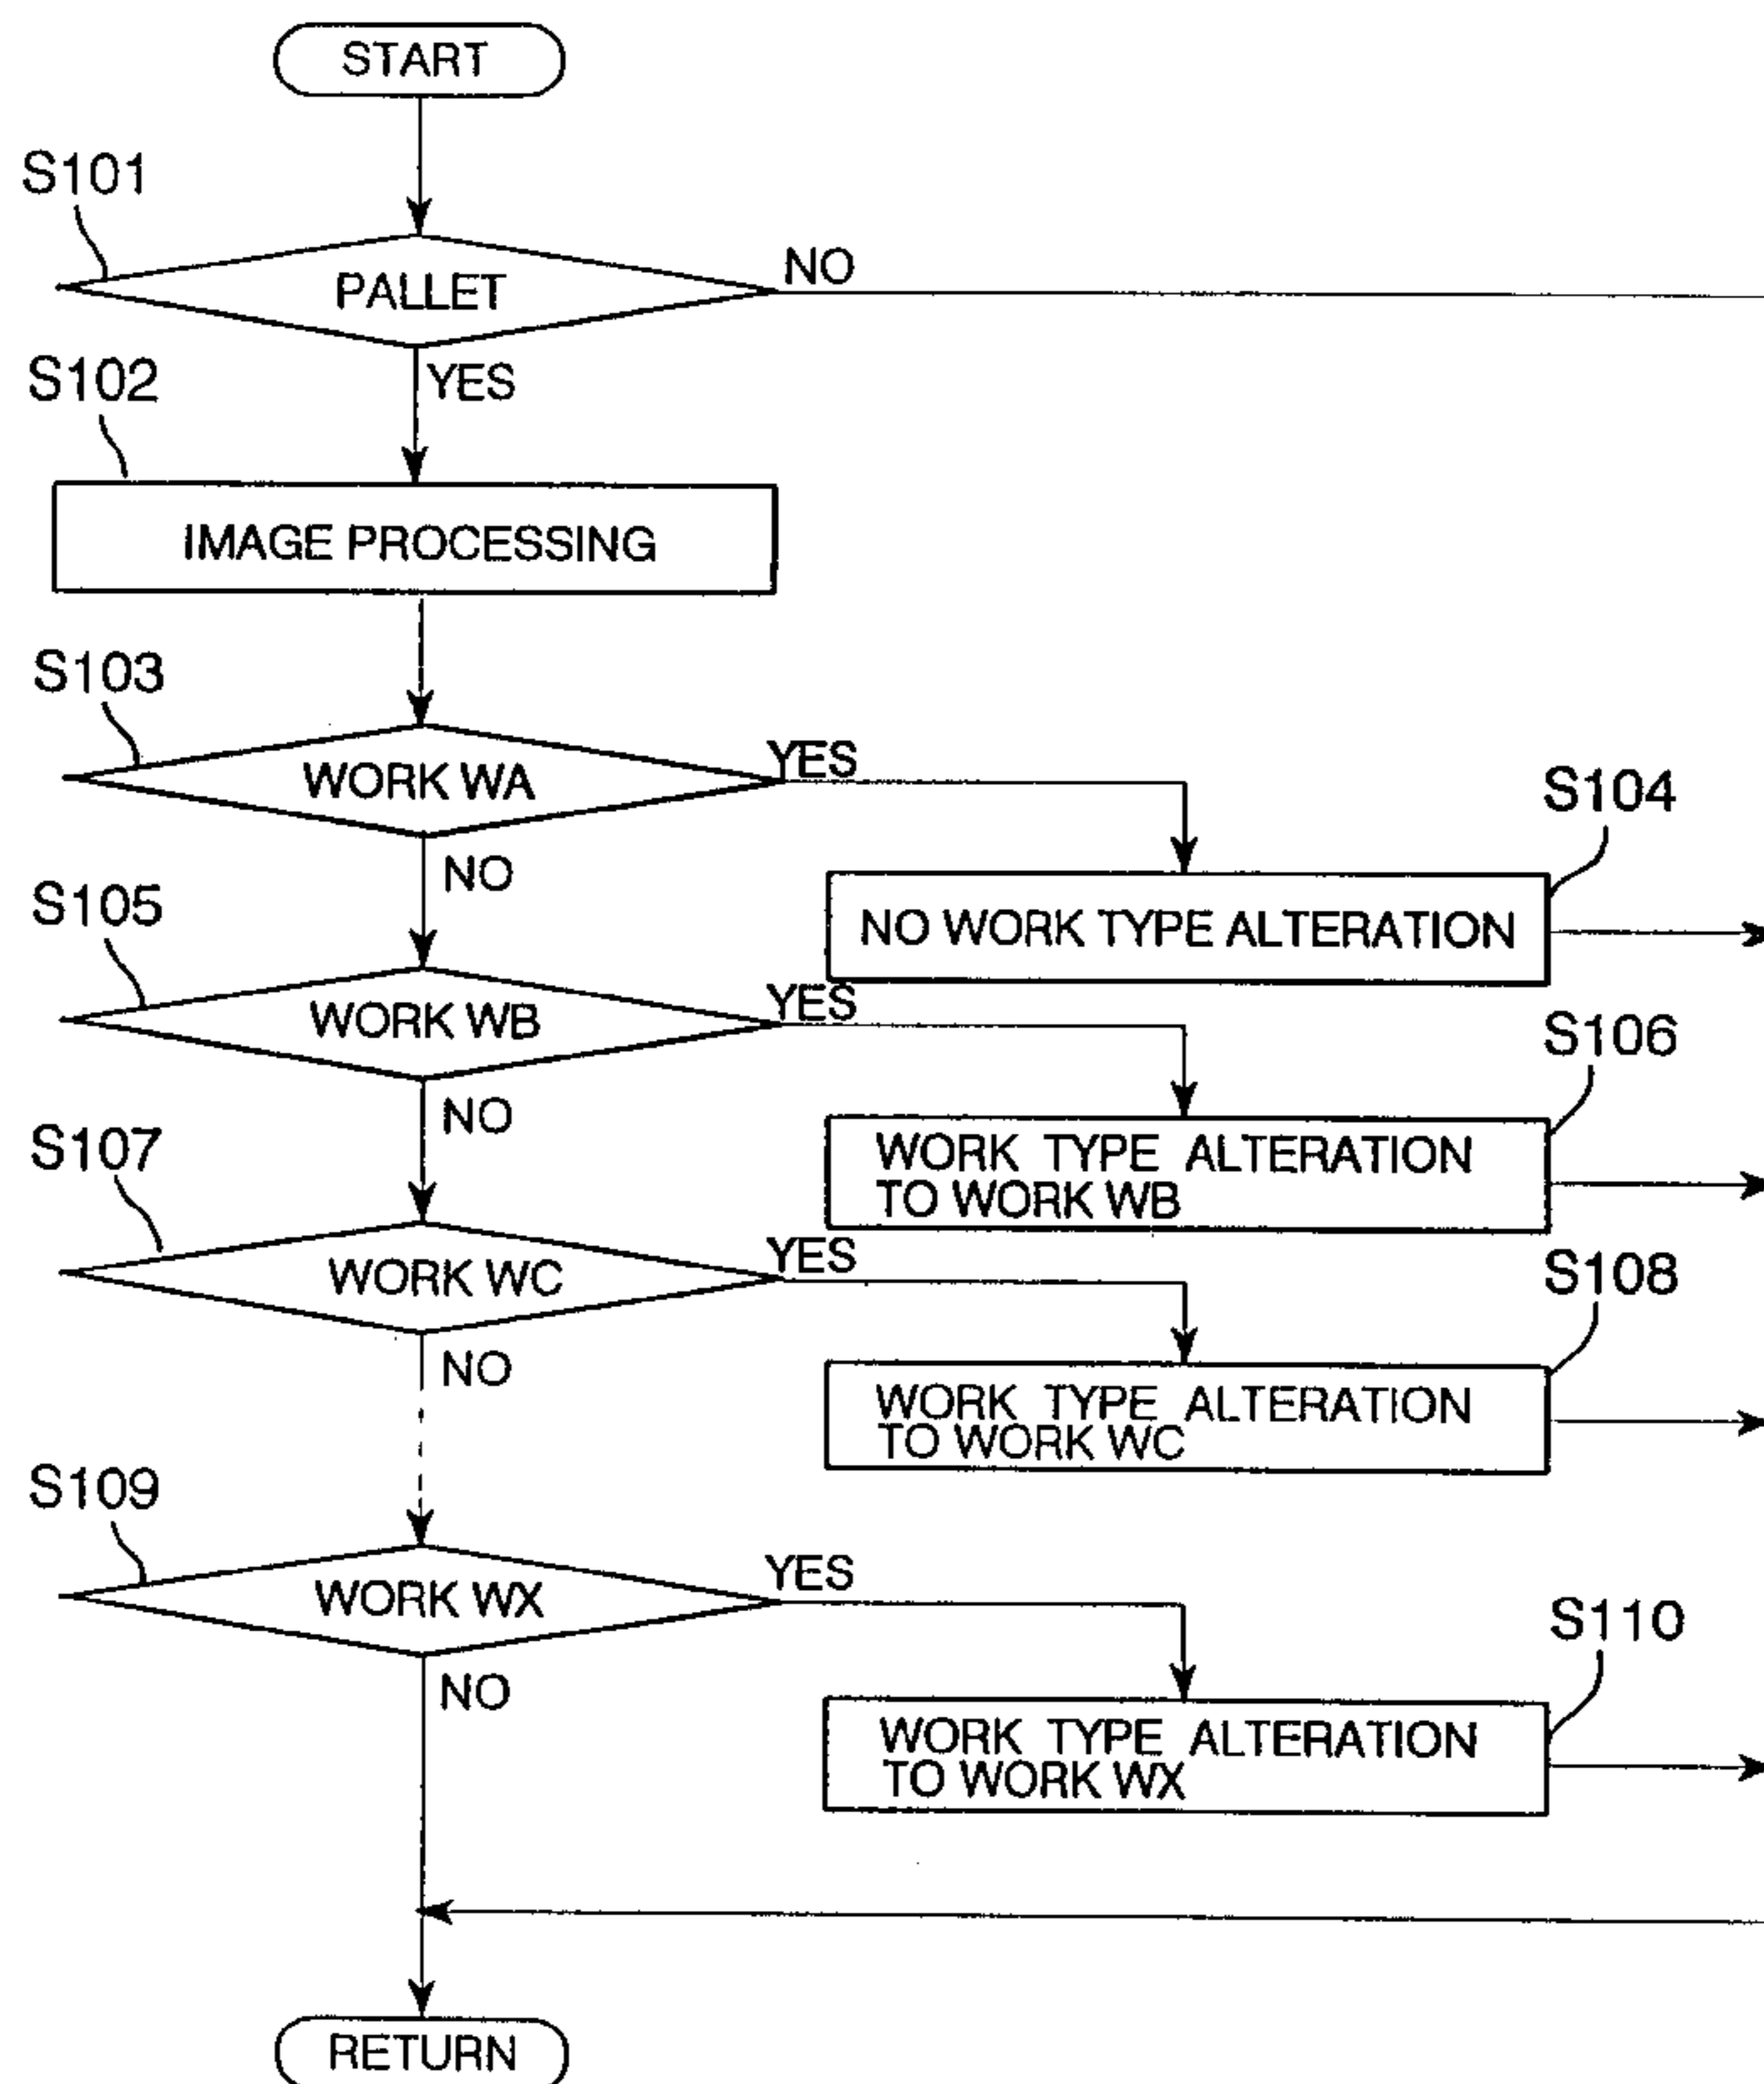 START
S101
PALLET
NO
YES
S102
IMAGE PROCESSING
S103
WORK WA
YES
NO
S104
NO WORK TYPE ALTERATION
S105
WORK WB
YES
NO
S106
WORK TYPE ALTERATION
TO WORK WB
S107
WORK WC
YES
NO
S108
WORK TYPE ALTERATION
TO WORK WC
S109
WORK WX
YES
NO
S110
WORK TYPE ALTERATION
TO WORK WX
RETURN